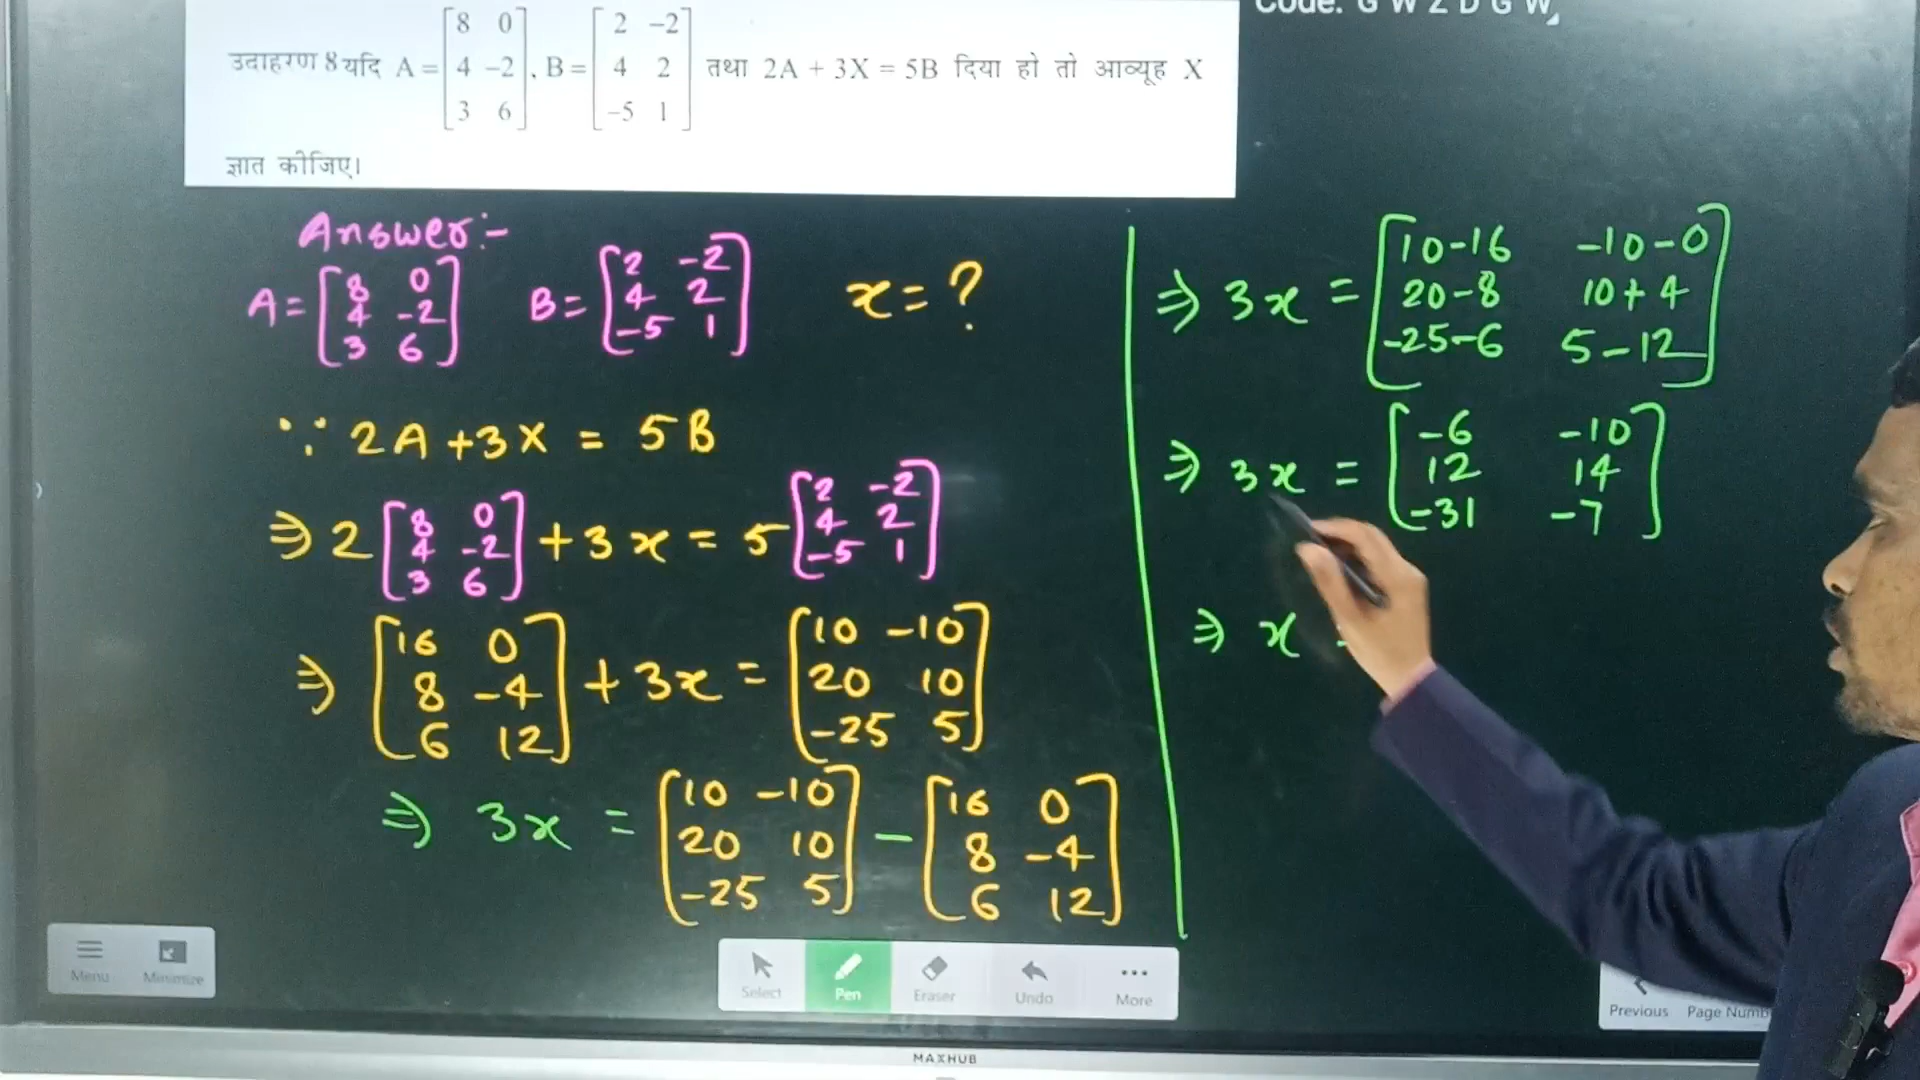 Code: G W Z D G W
उदाहरण 8 यदि A = [8 0; 4 –2; 3 6], B = [2 –2; 4 2; –5 1] तथा 2A + 3X = 5B दिया हो तो आव्यूह X
ज्ञात कीजिए।
Answer:-
A = [8 0; 4 -2; 3 6] B = [2 -2; 4 2; -5 1] x = ?
∵ 2A + 3X = 5B
⇒ 2 [8 0; 4 -2; 3 6] + 3x = 5 [2 -2; 4 2; -5 1]
⇒ [16 0; 8 -4; 6 12] + 3x = [10 -10; 20 10; -25 5]
⇒ 3x = [10 -10; 20 10; -25 5] - [16 0; 8 -4; 6 12]
⇒ 3x = [10-16 -10-0; 20-8 10+4; -25-6 5-12]
⇒ 3x = [-6 -10; 12 14; -31 -7]
⇒ x
Menu Minimize
Select Pen Eraser Undo More
Previous Page
MAXHUB